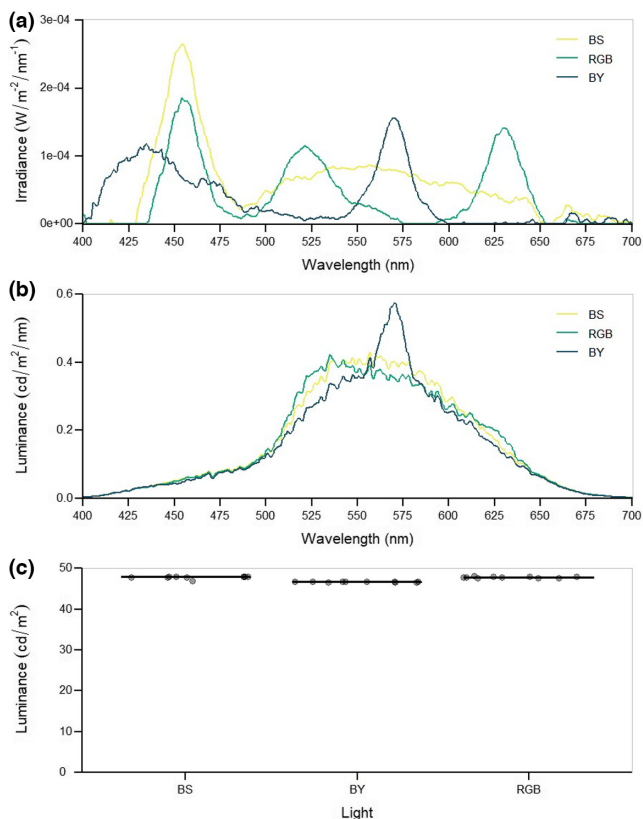 (a)
3e-04
2e-04
1e-04
0e+00
Irradiance (W/m⁻²/nm⁻¹)
BS
RGB
BY
400 425 450 475 500 525 550 575 600 625 650 675 700
Wavelength (nm)
(b)
0.6
0.4
0.2
0.0
Luminance (cd/m²/nm)
BS
RGB
BY
400 425 450 475 500 525 550 575 600 625 650 675 700
Wavelength (nm)
(c)
50
40
30
20
10
0
Luminance (cd/m²)
BS BY RGB
Light